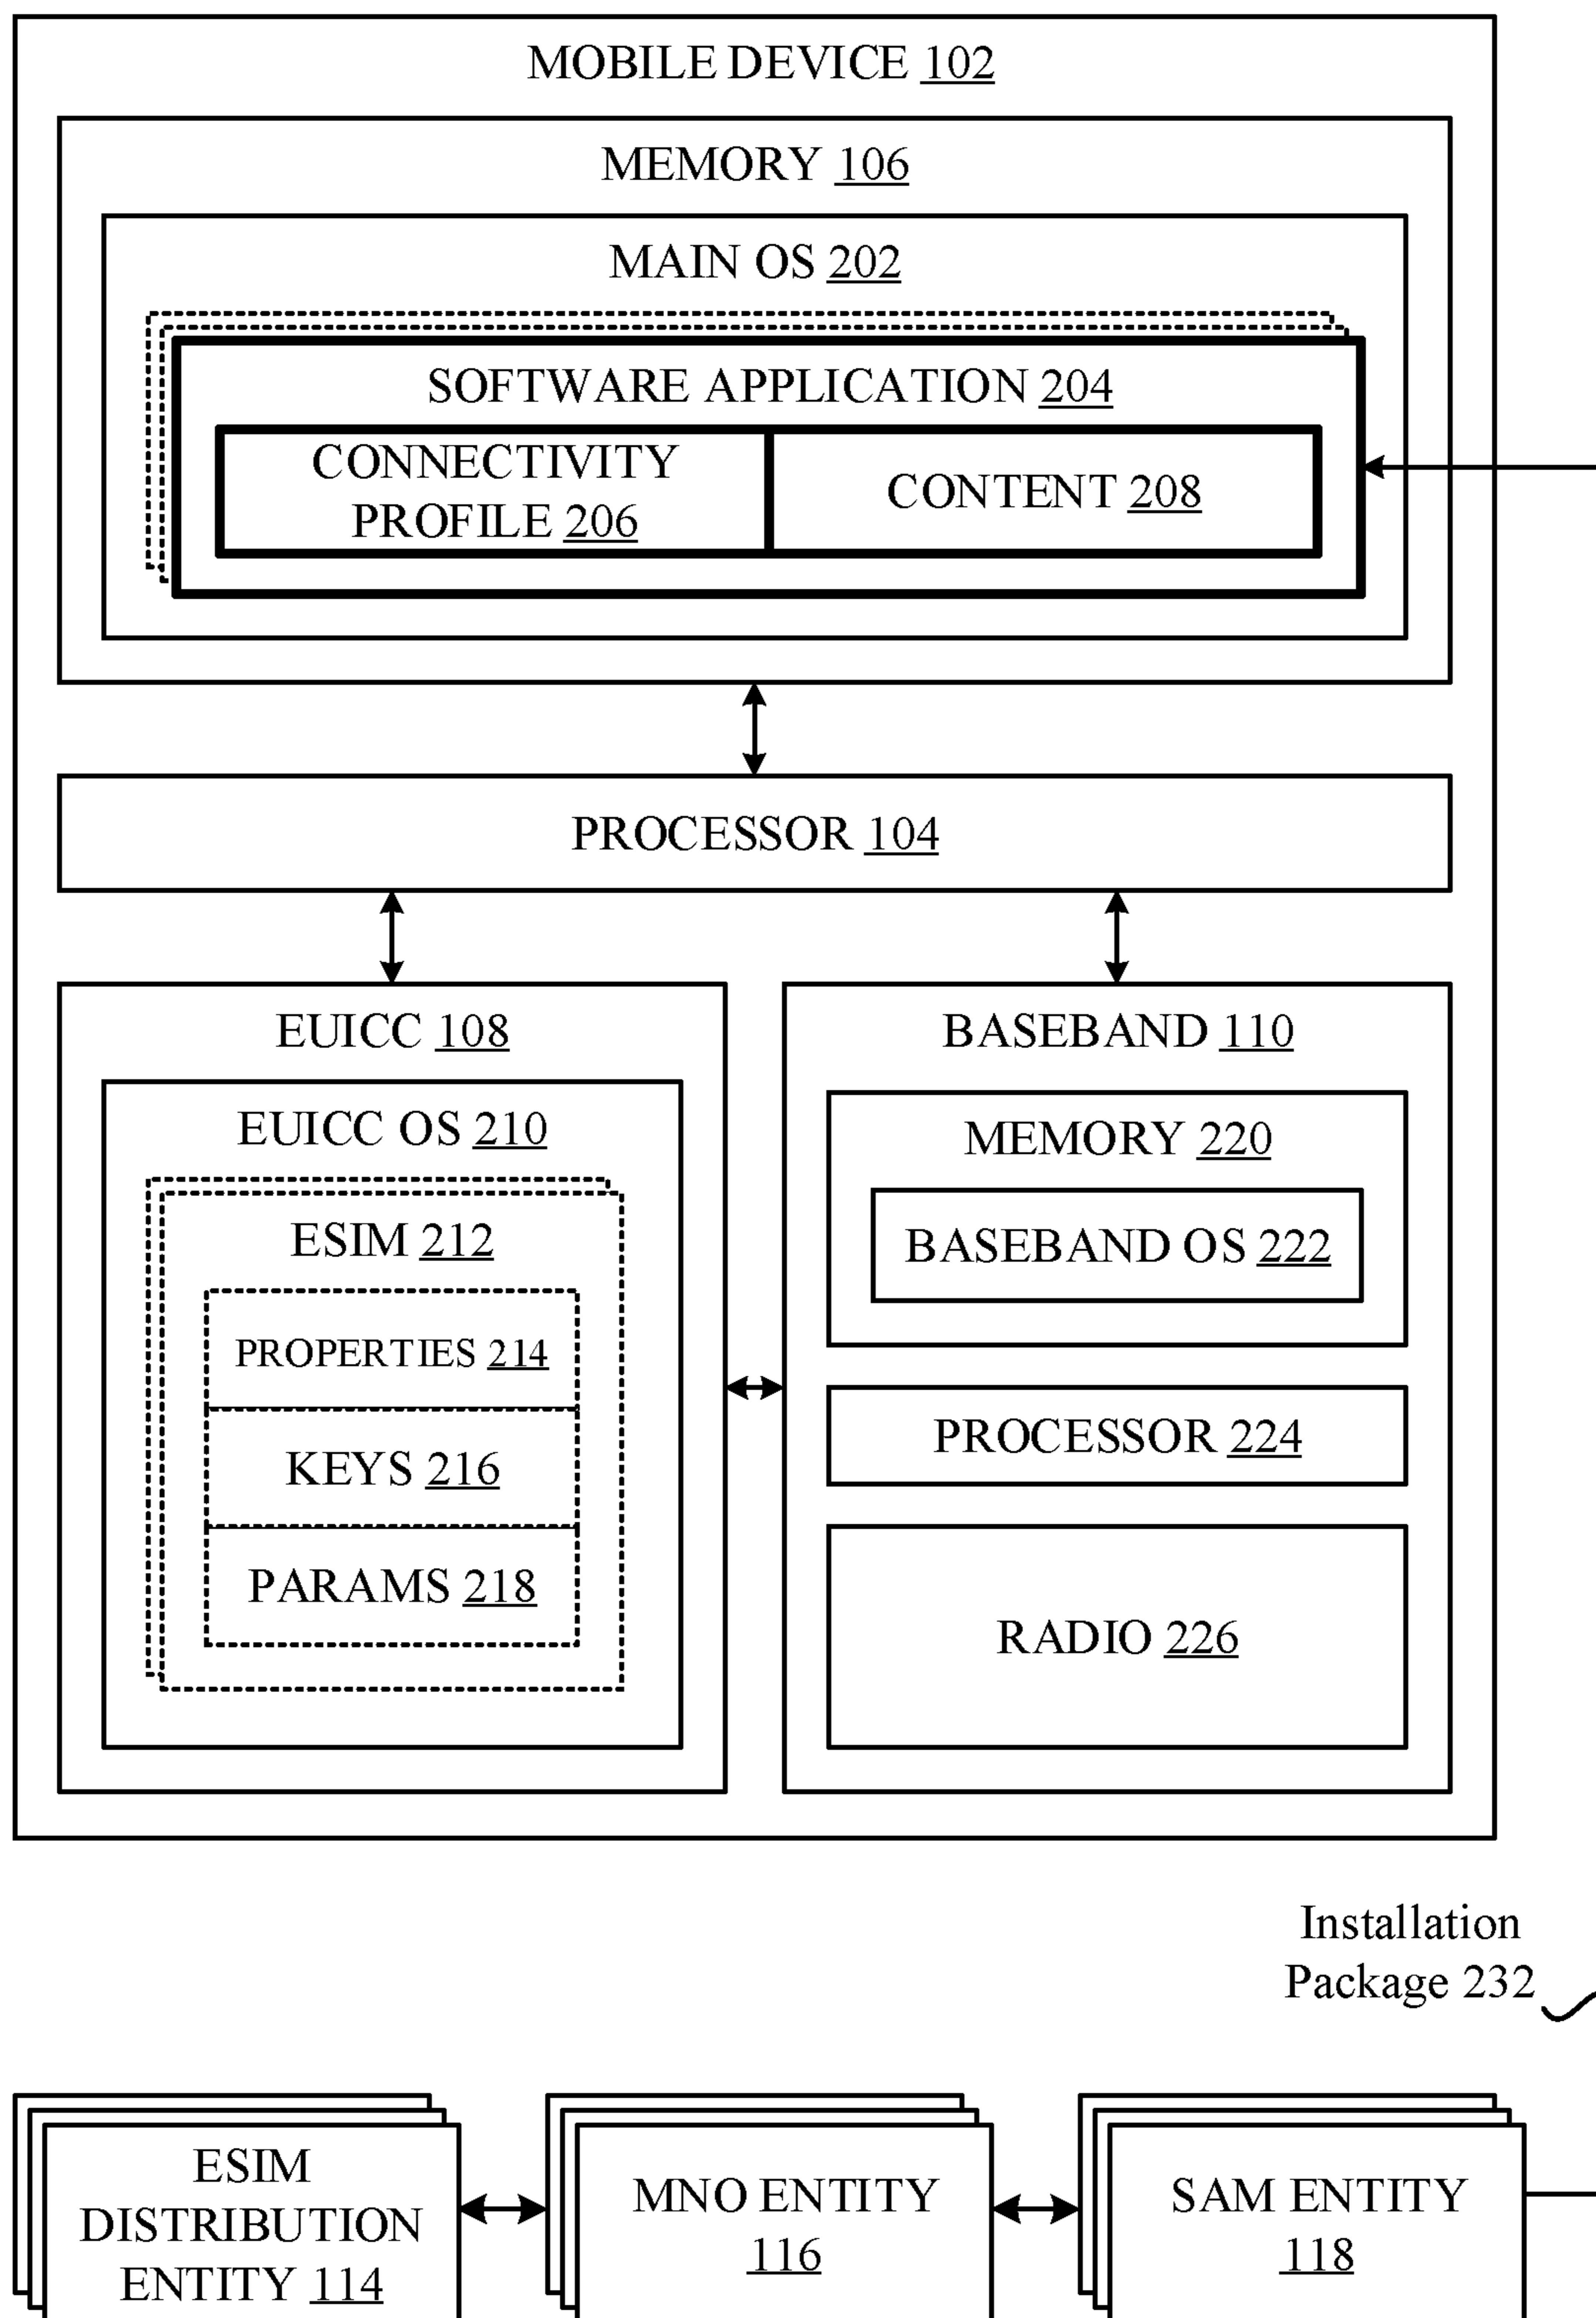 MOBILE DEVICE 102
MEMORY 106
MAIN OS 202
SOFTWARE APPLICATION 204
CONNECTIVITY
PROFILE 206
CONTENT 208
PROCESSOR 104
EUICC 108
EUICC OS 210
ESIM 212
PROPERTIES 214
KEYS 216
PARAMS 218
BASEBAND 110
MEMORY 220
BASEBAND OS 222
PROCESSOR 224
RADIO 226
Installation
Package 232
ESIM
DISTRIBUTION
ENTITY 114
MNO ENTITY
116
SAM ENTITY
118